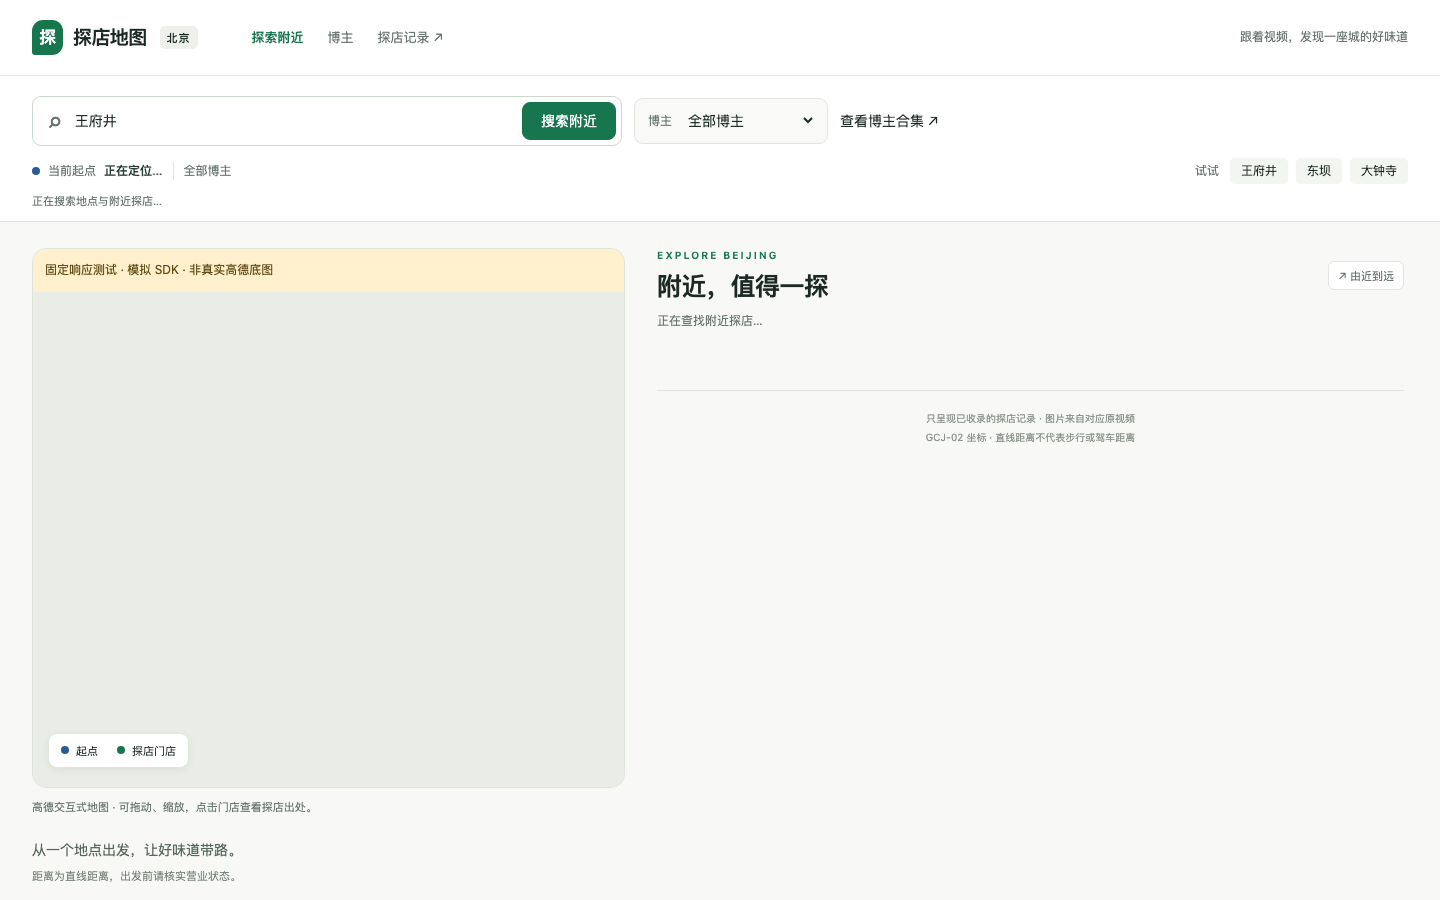 探 探店地图 北京 探索附近 博主 探店记录 ↗ 跟着视频，发现一座城的好味道
王府井 搜索附近 博主 全部博主 查看博主合集 ↗
当前起点 正在定位... 全部博主 试试 王府井 东坝 大钟寺
正在搜索地点与附近探店...
固定响应测试 · 模拟 SDK · 非真实高德底图
起点 探店门店
高德交互式地图 · 可拖动、缩放，点击门店查看探店出处。
从一个地点出发，让好味道带路。
距离为直线距离，出发前请核实营业状态。
EXPLORE BEIJING
附近，值得一探
↗ 由近到远
正在查找附近探店...
只呈现已收录的探店记录 · 图片来自对应原视频
GCJ-02 坐标 · 直线距离不代表步行或驾车距离